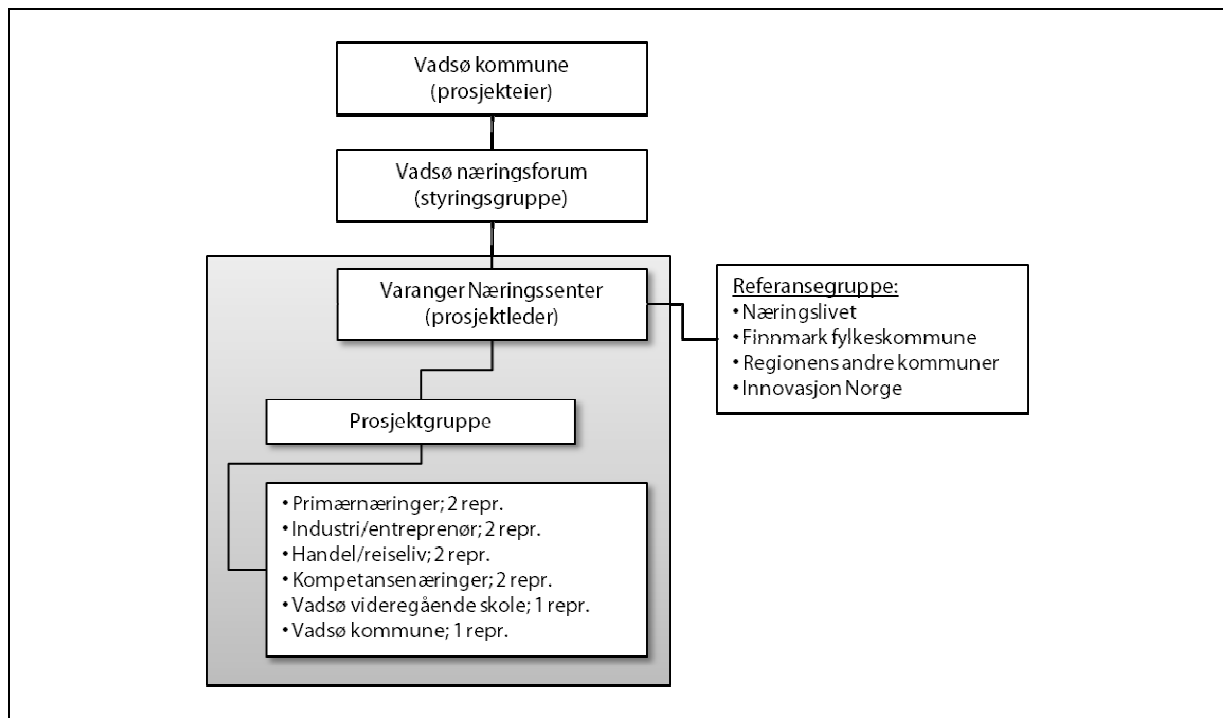 Vadsø kommune
(prosjekteier)
Vadsø næringsforum
(styringsgruppe)
Varanger Næringssenter
(prosjektleder)
Referansegruppe:
• Næringslivet
• Finnmark fylkeskommune
• Regionens andre kommuner
• Innovasjon Norge
Prosjektgruppe
• Primærnæringer; 2 repr.
• Industri/entreprenør; 2 repr.
• Handel/reiseliv; 2 repr.
• Kompetansenæringer; 2 repr.
• Vadsø videregående skole; 1 repr.
• Vadsø kommune; 1 repr.